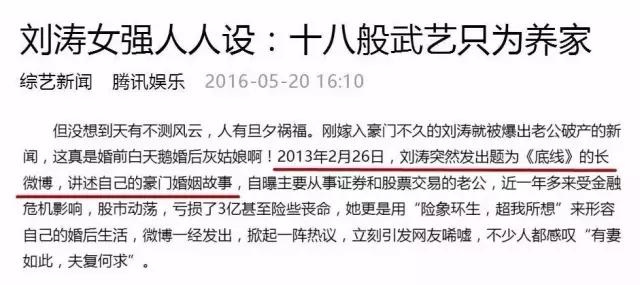 刘涛女强人人设：十八般武艺只为养家
综艺新闻 腾讯娱乐 2016-05-20 16:10
但没想到天有不测风云，人有旦夕祸福。刚嫁入豪门不久的刘涛就被爆出老公破产的新
闻，这真是婚前白天鹅婚后灰姑娘啊！2013年2月26日，刘涛突然发出题为《底线》的长
微博，讲述自己的豪门婚姻故事，自曝主要从事证券和股票交易的老公，近一年多来受金融
危机影响，股市动荡，亏损了3亿甚至险些丧命，她更是用“险象环生，超我所想”来形容
自己的婚后生活，微博一经发出，掀起一阵热议，立刻引发网友唏嘘，不少人都感叹“有妻
如此，夫复何求”。